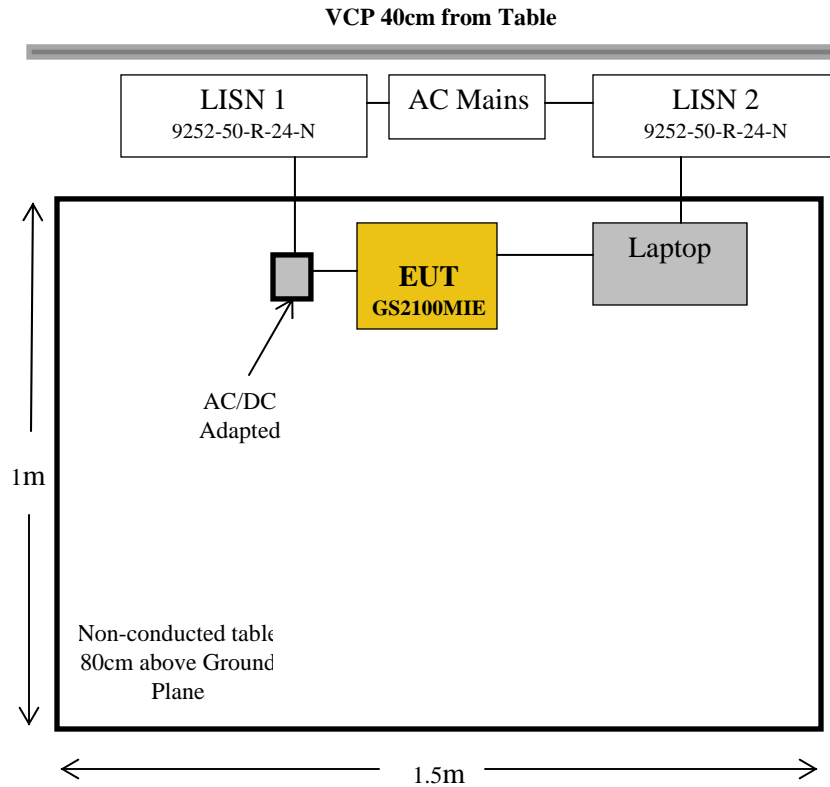 VCP 40cm from Table
LISN 1
9252-50-R-24-N
AC Mains
LISN 2
9252-50-R-24-N
EUT
GS2100MIE
Laptop
AC/DC
Adapted
1m
Non-conducted table
80cm above Ground
Plane
1.5m